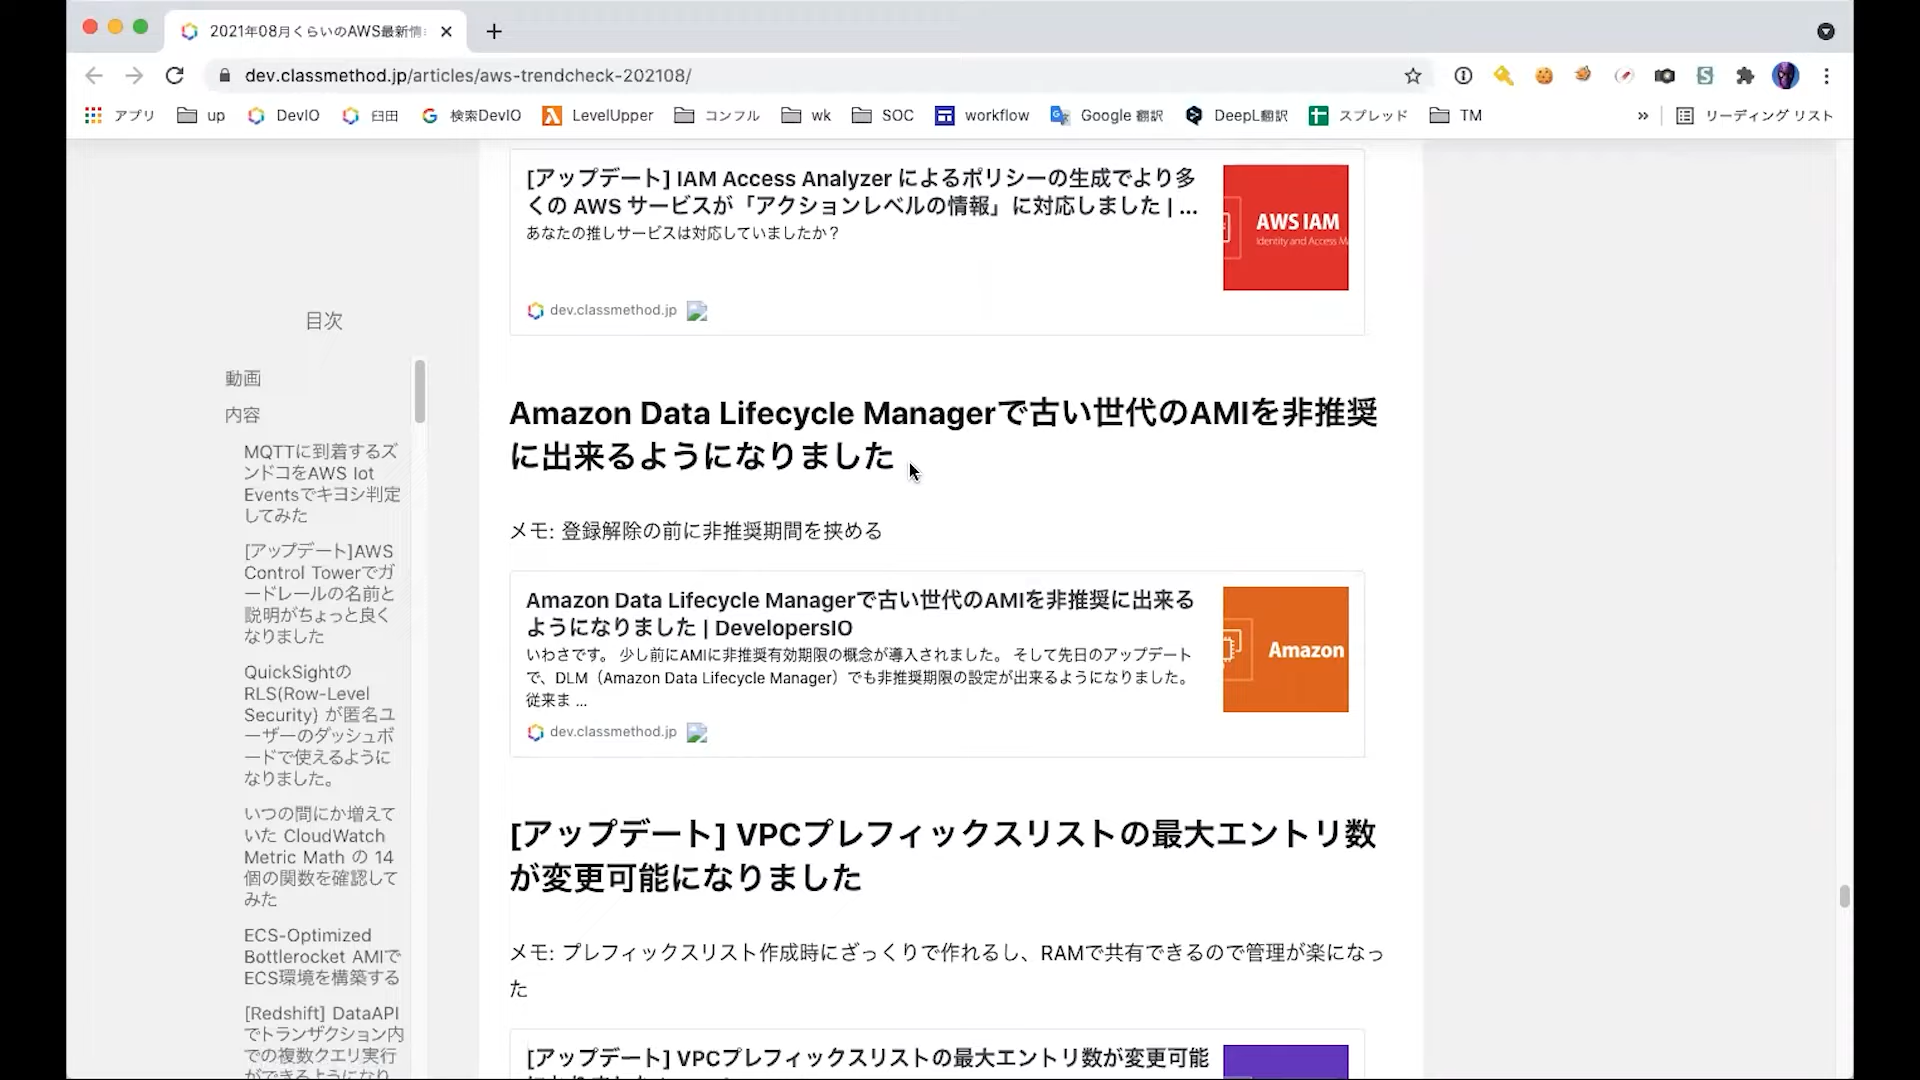 2021年08月くらいのAWS最新情
dev.classmethod.jp/articles/aws-trendcheck-202108/
アプリ
up
DevIO
臼田
検索DevIO
LevelUpper
コンフル
wk
SOC
workflow
Google 翻訳
DeepL翻訳
スプレッド
TM
»
リーディング リスト
目次
動画
内容
MQTTに到着するズ
ンドコをAWS Iot
Eventsでキヨシ判定
してみた
[アップデート]AWS
Control Towerでガ
ードレールの名前と
説明がちょっと良く
なりました
QuickSightの
RLS(Row-Level
Security) が匿名ユ
ーザーのダッシュボ
ードで使えるように
なりました。
いつの間にか増えて
いた CloudWatch
Metric Math の 14
個の関数を確認して
みた
ECS-Optimized
Bottlerocket AMIで
ECS環境を構築する
[Redshift] DataAPI
でトランザクション内
での複数クエリ実行
ができるようになり
[アップデート] IAM Access Analyzer によるポリシーの生成でより多
くの AWS サービスが「アクションレベルの情報」に対応しました | ...
あなたの推しサービスは対応していましたか？
dev.classmethod.jp
AWS IAM
Identity and Access M
Amazon Data Lifecycle Managerで古い世代のAMIを非推奨
に出来るようになりました
メモ: 登録解除の前に非推奨期間を挟める
Amazon Data Lifecycle Managerで古い世代のAMIを非推奨に出来る
ようになりました | DevelopersIO
いわさです。 少し前にAMIに非推奨有効期限の概念が導入されました。 そして先日のアップデート
で、DLM（Amazon Data Lifecycle Manager）でも非推奨期限の設定が出来るようになりました。
従来ま ...
dev.classmethod.jp
Amazon
[アップデート] VPCプレフィックスリストの最大エントリ数
が変更可能になりました
メモ: プレフィックスリスト作成時にざっくりで作れるし、RAMで共有できるので管理が楽になっ
た
[アップデート] VPCプレフィックスリストの最大エントリ数が変更可能